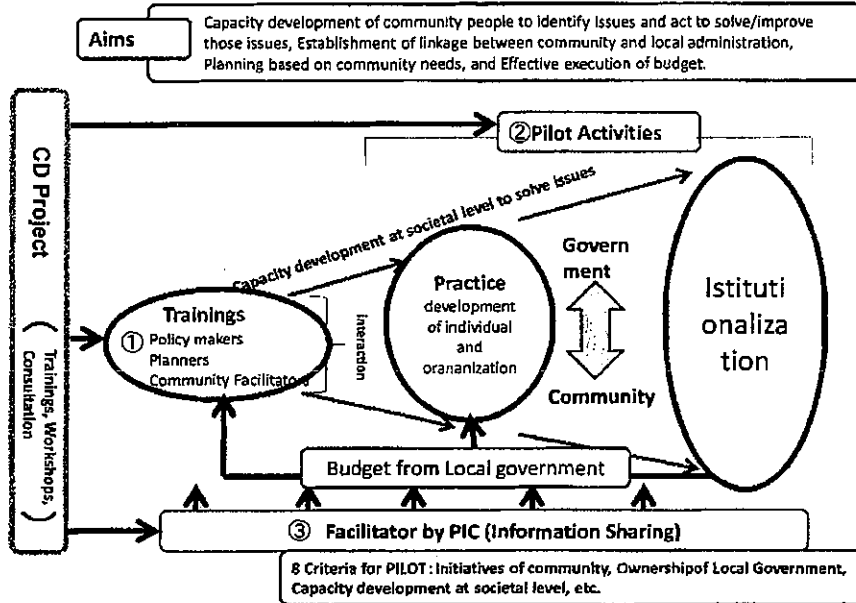 Aims
Capacity development of community people to identify issues and act to solve/improve
those issues, Establishment of linkage between community and local administration,
Planning based on community needs, and Effective execution of budget.
CD Project
(Trainings, Workshops,
Consultation)
②Pilot Activities
Capacity development at societal level to solve issues
Trainings
① Policy makers
Planners
Community Facilitators
Interaction
Practice
development
of individual
and
orananization
Govern
ment
Community
Istituti
onaliza
tion
Budget from Local government
③ Facilitator by PIC (Information Sharing)
8 Criteria for PILOT: Initiatives of community, Ownershipof Local Government,
Capacity development at societal level, etc.